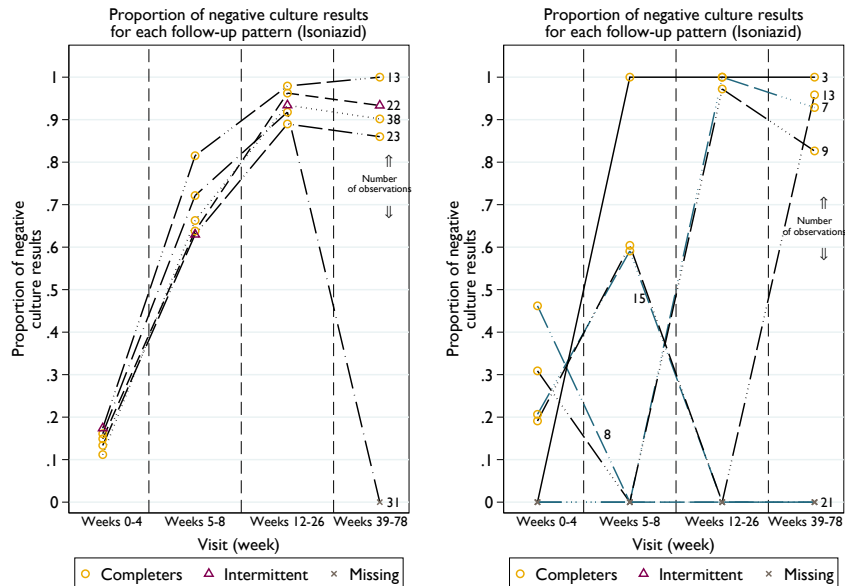 Proportion of negative culture results
for each follow-up pattern (Isoniazid)
Proportion of negative
culture results
1
.9
.8
.7
.6
.5
.4
.3
.2
.1
0
13
22
38
23
⇑
Number
of observations
⇓
31
Weeks 0-4 Weeks 5-8 Weeks 12-26 Weeks 39-78
Visit (week)
Completers Intermittent Missing
Proportion of negative culture results
for each follow-up pattern (Isoniazid)
Proportion of negative
culture results
1
.9
.8
.7
.6
.5
.4
.3
.2
.1
0
3
13
7
9
⇑
Number
of observations
⇓
15
8
21
Weeks 0-4 Weeks 5-8 Weeks 12-26 Weeks 39-78
Visit (week)
Completers Intermittent Missing